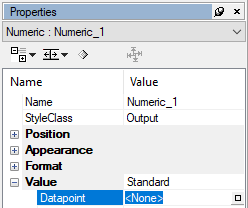 Properties
Numeric : Numeric_1
Name Value
Name Numeric_1
StyleClass Output
Position
Appearance
Format
Value Standard
Datapoint <None>